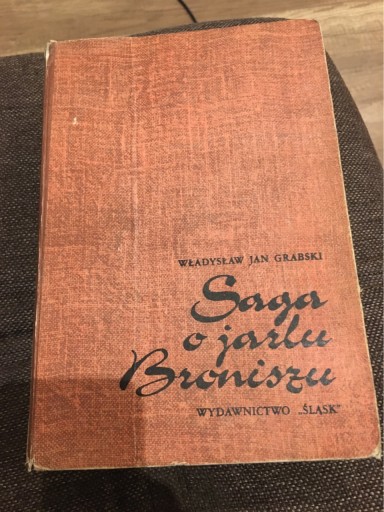 WŁADYSŁAW JAN GRABSKI
Saga
o jarlu
Broniszu
WYDAWNICTWO „ŚLĄSK"